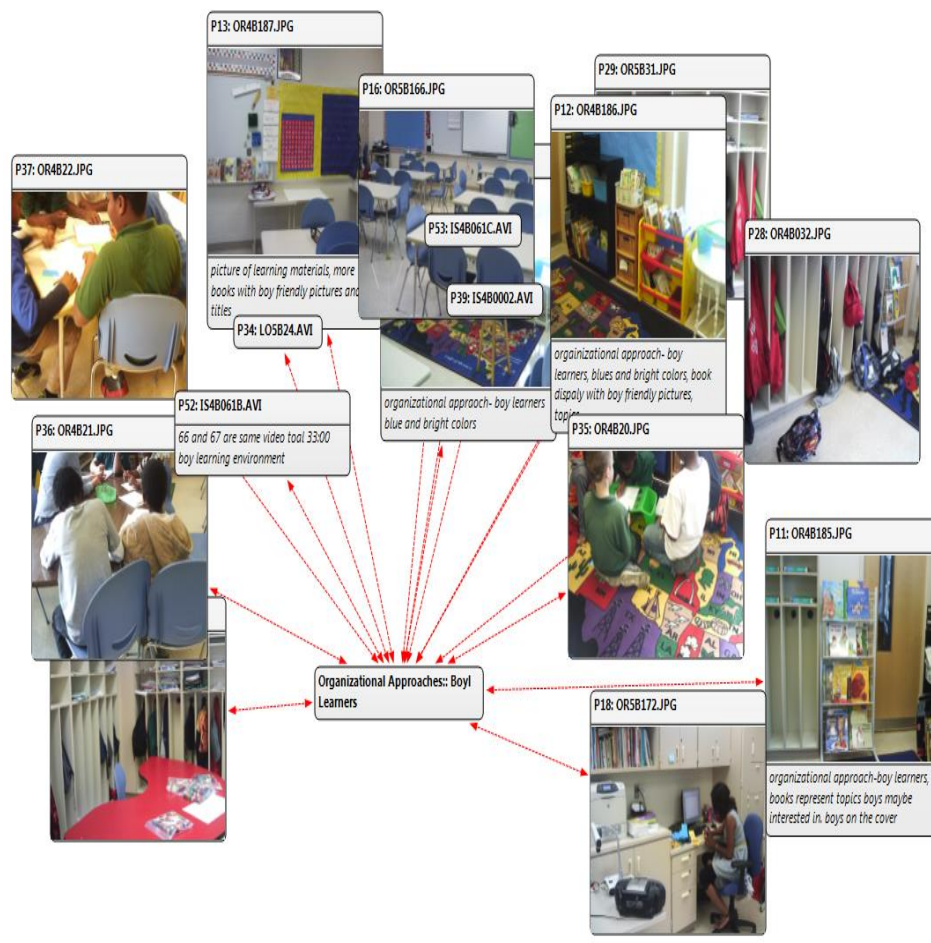 P13: OR4B187.JPG
picture of learning materials, more
books with boy friendly pictures and
titles
P16: OR5B166.JPG
P29: OR5B31.JPG
P12: OR4B186.JPG
orgainizational approach- boy
learners, blues and bright colors, book
dispaly with boy friendly pictures,
topics
P37: OR4B22.JPG
P53: IS4B061C.AVI
P39: IS4B0002.AVI
P28: OR4B032.JPG
P34: LO5B24.AVI
organizational approach- boy learners
blue and bright colors
P52: IS4B061B.AVI
66 and 67 are same video toal 33:00
boy learning environment
P36: OR4B21.JPG
P35: OR4B20.JPG
P11: OR4B185.JPG
organizational approach-boy learners,
books represent topics boys maybe
interested in. boys on the cover
Organizational Approaches:: Boyl
Learners
P18: OR5B172.JPG